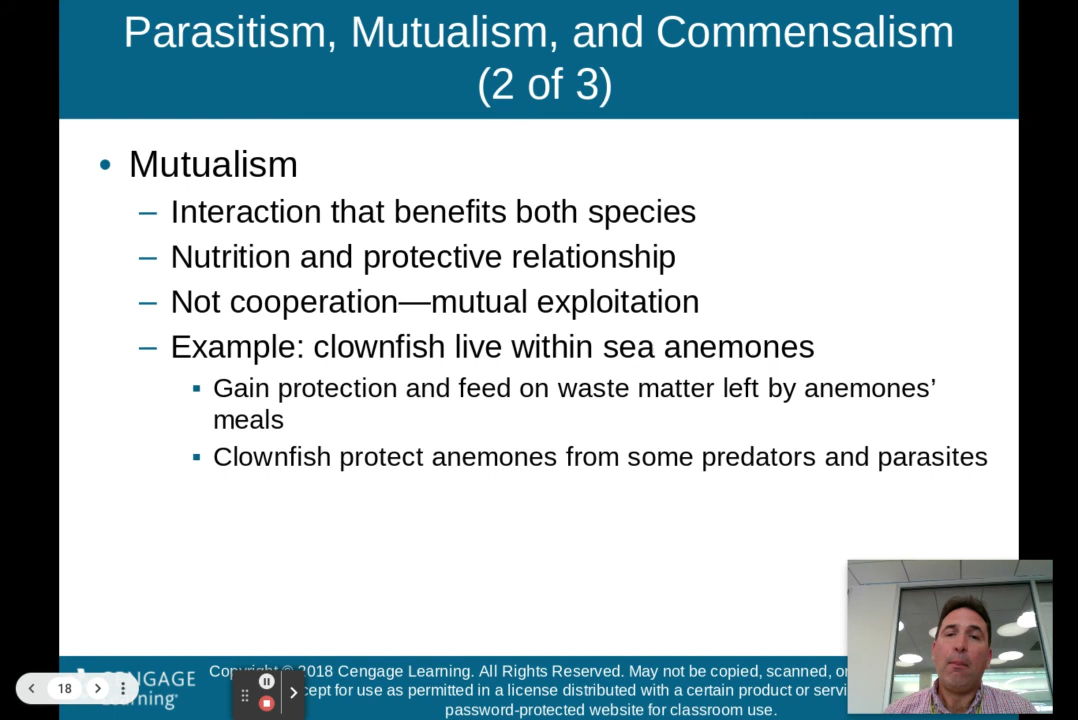 Parasitism, Mutualism, and Commensalism
(2 of 3)
• Mutualism
– Interaction that benefits both species
– Nutrition and protective relationship
– Not cooperation—mutual exploitation
– Example: clownfish live within sea anemones
▪ Gain protection and feed on waste matter left by anemones’
meals
▪ Clownfish protect anemones from some predators and parasites
CENGAGE
Learning
18
2018 Cengage Learning. All Rights Reserved. May not be copied, scanned,
for use as permitted in a license distributed with a certain product or
password-protected website for classroom use.